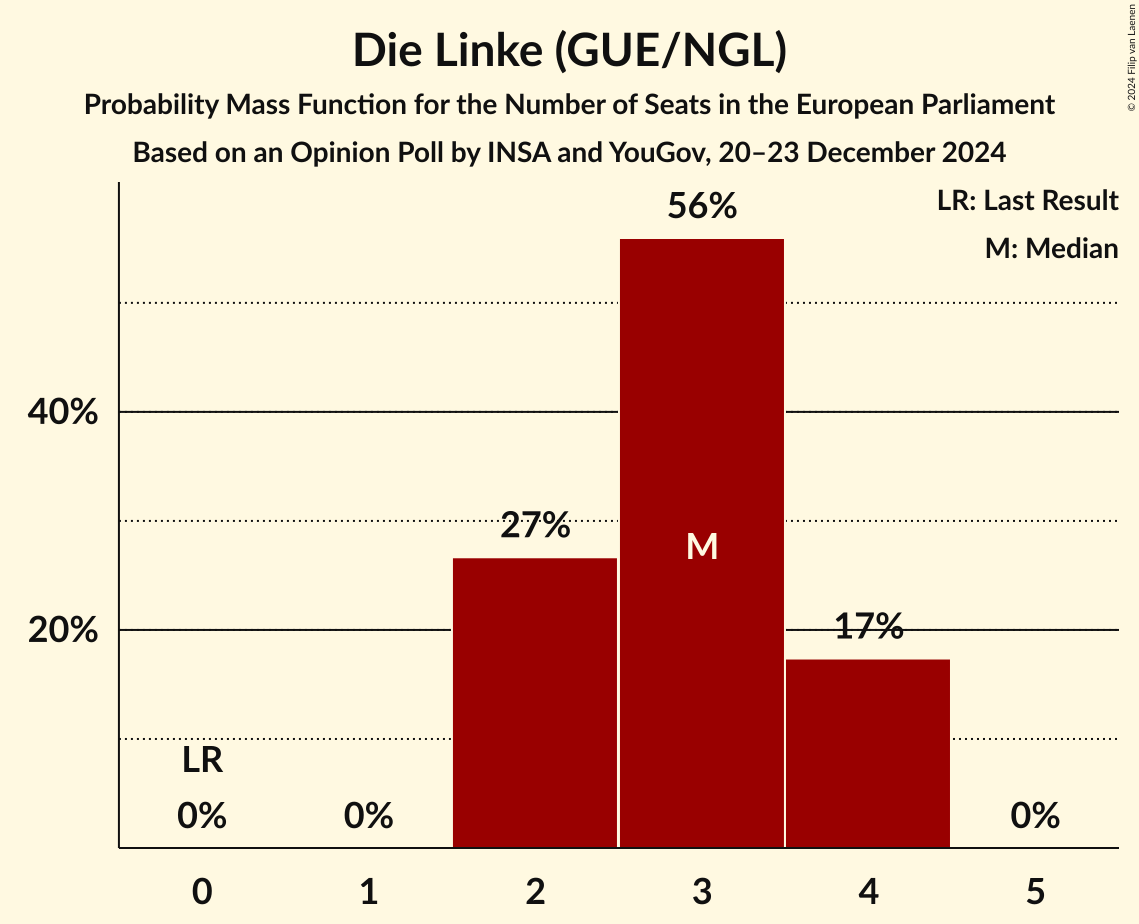 Die Linke (GUE/NGL)
Probability Mass Function for the Number of Seats in the European Parliament
Based on an Opinion Poll by INSA and YouGov, 20–23 December 2024
© 2024 Filip van Laenen
LR: Last Result
M: Median
56%
40%
27%
M
20%
17%
LR
0%
0%
0%
0
1
2
3
4
5